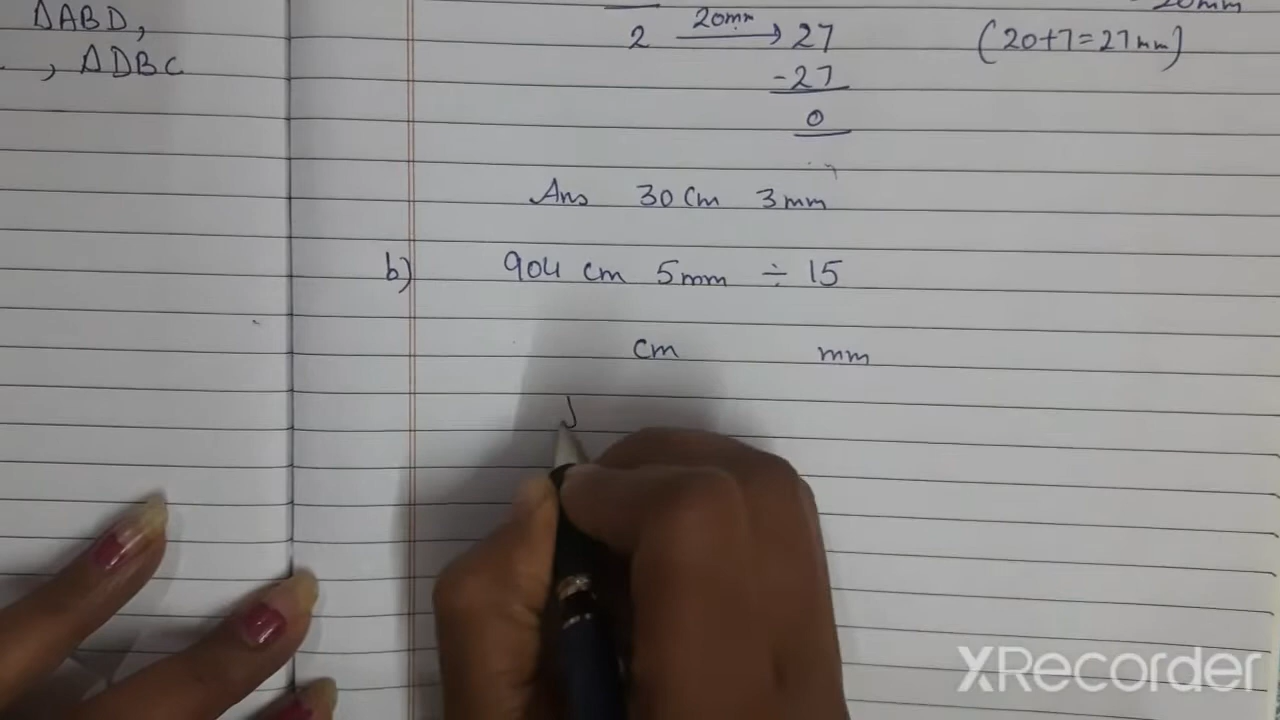 ΔABD,
, ΔDBC
20mm
2 20mm → 27 (20+7=27mm)
-27
0
Ans 30 cm 3 mm
b) 904 cm 5mm ÷ 15
cm mm
XRecorder